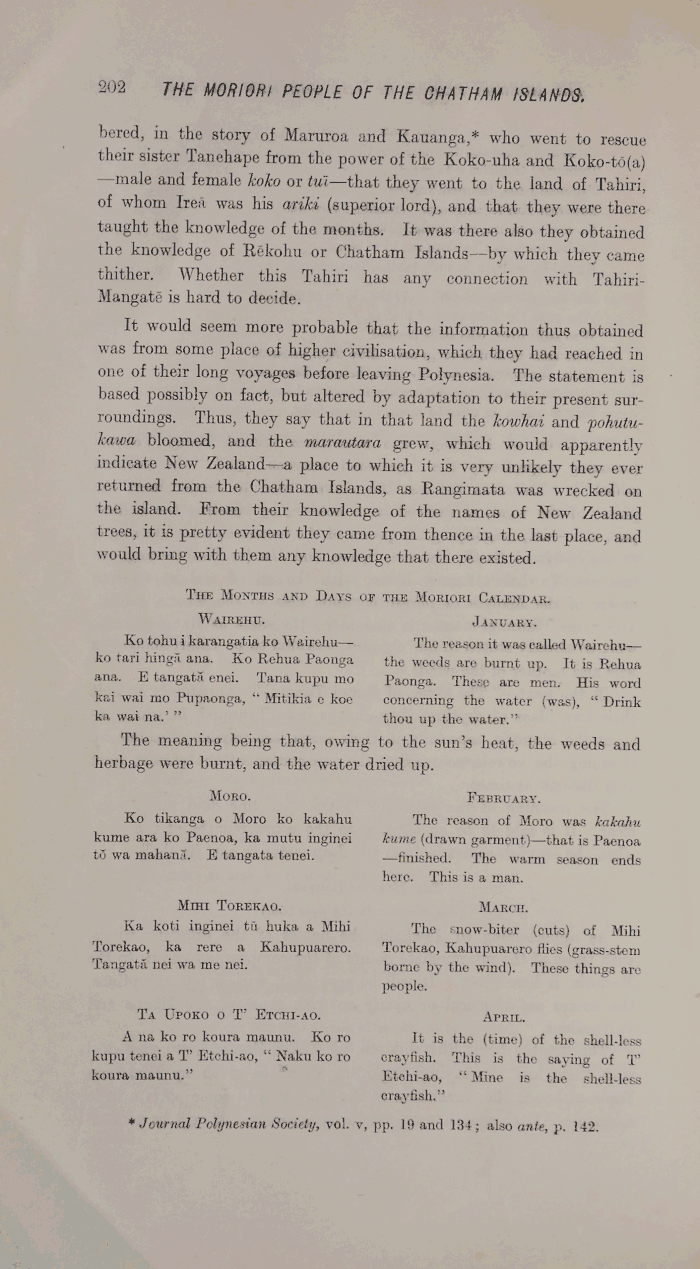 202 THE MORIORI PEOPLE OF THE CHATHAM ISLANDS.
bered, in the story of Maruroa and Kauanga,* who went to rescue
their sister Tanehape from the power of the Koko-uha and Koko-tō(a)
—male and female koko or tuī—that they went to the land of Tahiri,
of whom Ireā was his ariki (superior lord), and that they were there
taught the knowledge of the months. It was there also they obtained
the knowledge of Rēkohu or Chatham Islands—by which they came
thither. Whether this Tahiri has any connection with Tahiri-
Mangatē is hard to decide.
It would seem more probable that the information thus obtained
was from some place of higher civilisation, which they had reached in
one of their long voyages before leaving Polynesia. The statement is
based possibly on fact, but altered by adaptation to their present sur-
roundings. Thus, they say that in that land the kowhai and pohutu-
kawa bloomed, and the marautara grew, which would apparently
indicate New Zealand—a place to which it is very unlikely they ever
returned from the Chatham Islands, as Rangimata was wrecked on
the island. From their knowledge of the names of New Zealand
trees, it is pretty evident they came from thence in the last place, and
would bring with them any knowledge that there existed.
THE MONTHS AND DAYS OF THE MORIORI CALENDAR.
WAIREHU.
Ko tohu i karangatia ko Wairehu—
ko tari hingā ana. Ko Rehua Paonga
ana. E tangatā enei. Tana kupu mo
kai wai mo Pupaonga, “ Mitikia e koe
ka wai na.’ ”
JANUARY.
The reason it was called Wairehu—
the weeds are burnt up. It is Rehua
Paonga. These are men. His word
concerning the water (was), “ Drink
thou up the water.”
The meaning being that, owing to the sun’s heat, the weeds and
herbage were burnt, and the water dried up.
MORO.
Ko tikanga o Moro ko kakahu
kume ara ko Paenoa, ka mutu inginei
tō wa mahanā. E tangata tenei.
FEBRUARY.
The reason of Moro was kakahu
kume (drawn garment)—that is Paenoa
—finished. The warm season ends
here. This is a man.
MIHI TOREKAO.
Ka koti inginei tū huka a Mihi
Torekao, ka rere a Kahupuarero.
Tangatā nei wa me nei.
MARCH.
The snow-biter (cuts) of Mihi
Torekao, Kahupuarero flies (grass-stem
borne by the wind). These things are
people.
TA UPOKO O T’ ETCHI-AO.
A na ko ro koura maunu. Ko ro
kupu tenei a T’ Etchi-ao, “ Naku ko ro
koura maunu.”
APRIL.
It is the (time) of the shell-less
crayfish. This is the saying of T’
Etchi-ao, “ Mine is the shell-less
crayfish.”
* Journal Polynesian Society, vol. v, pp. 19 and 134 ; also ante, p. 142.